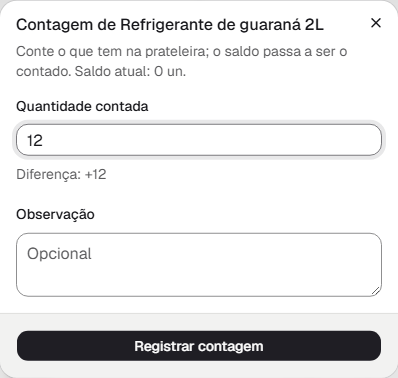 Contagem de Refrigerante de guaraná 2L
Conte o que tem na prateleira; o saldo passa a ser o
contado. Saldo atual: 0 un.
Quantidade contada
12
Diferença: +12
Observação
Opcional
Registrar contagem